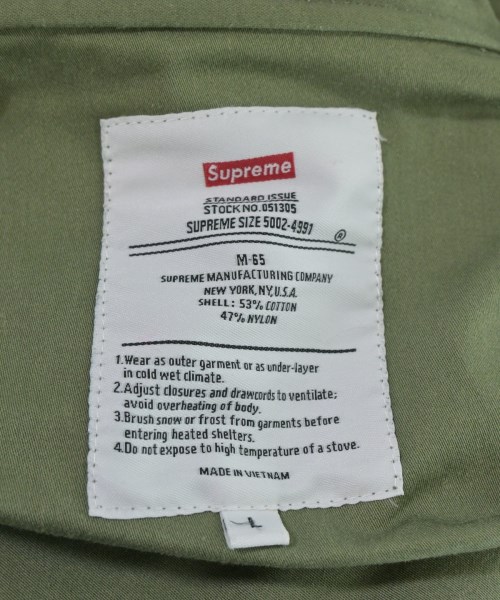 Supreme
STANDARD ISSUE
STOCK NO. 051305
SUPREME SIZE 5002-4991
®
M-65
SUPREME MANUFACTURING COMPANY
NEW YORK, NY, U.S.A.
SHELL: 53% COTTON
47% NYLON
1.Wear as outer garment or as under-layer
in cold wet climate.
2.Adjust closures and drawcords to ventilate;
avoid overheating of body.
3.Brush snow or frost from garments before
entering heated shelters.
4.Do not expose to high temperature of a stove.
MADE IN VIETNAM
L